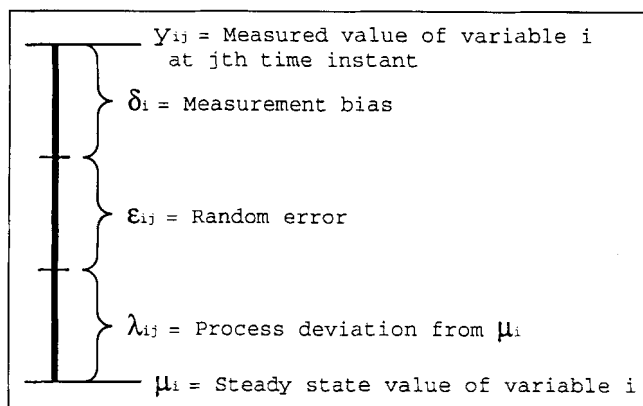 yij = Measured value of variable i
at jth time instant
δi = Measurement bias
εij = Random error
λij = Process deviation from μi
μi = Steady state value of variable i